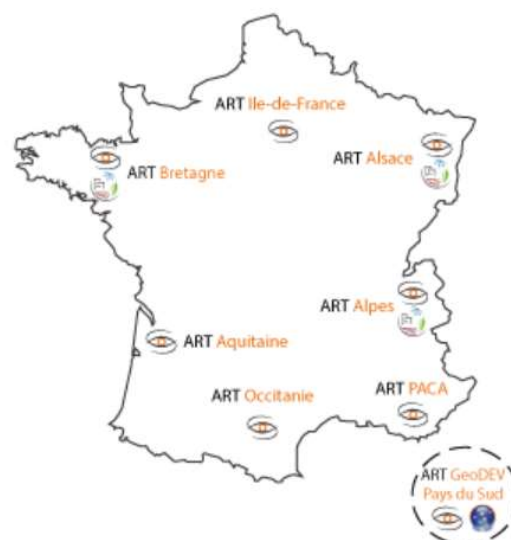 ART Ile-de-France
ART Alsace
ART Bretagne
ART Alpes
ART Aquitaine
ART PACA
ART Occitanie
ART GeoDEV
Pays du Sud